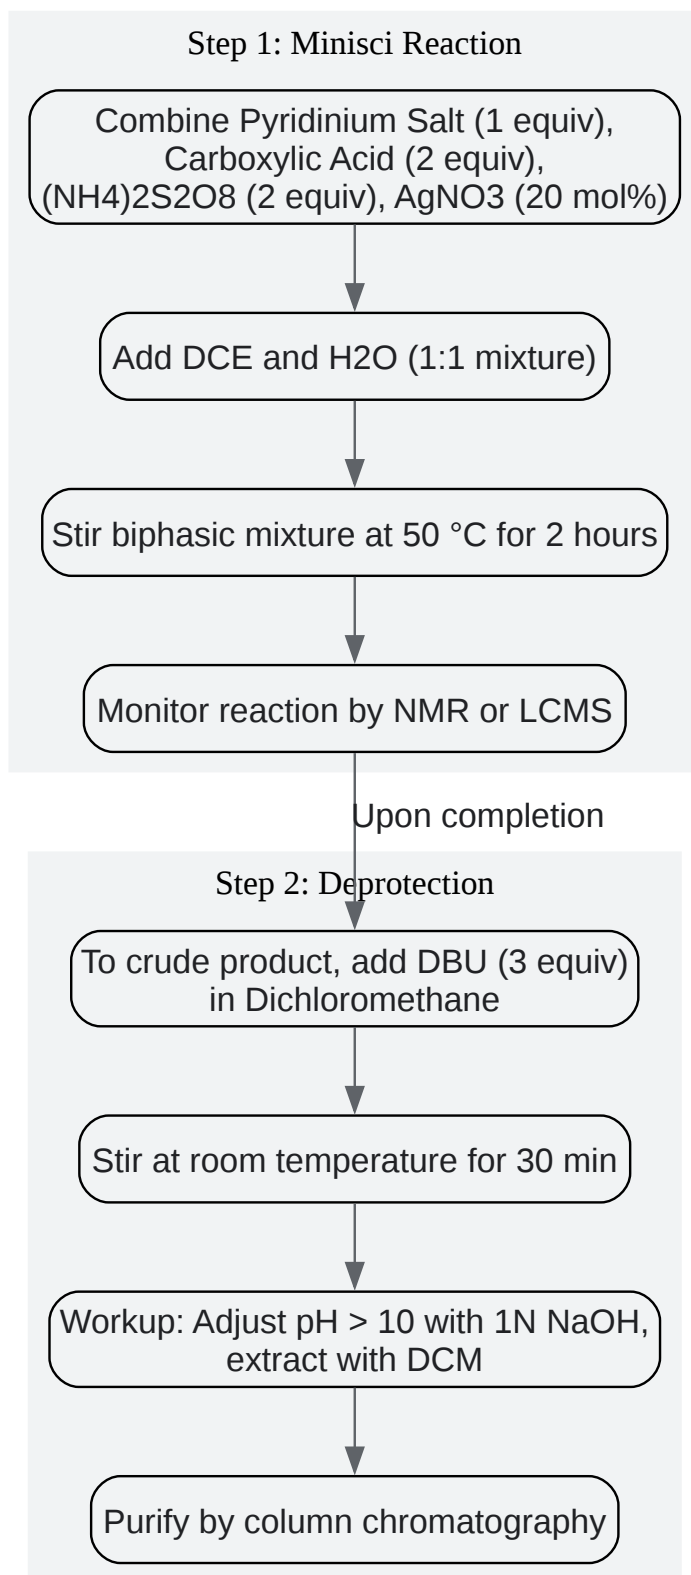 Step 1: Minisci Reaction
Combine Pyridinium Salt (1 equiv),
Carboxylic Acid (2 equiv),
(NH4)2S2O8 (2 equiv), AgNO3 (20 mol%)
Add DCE and H2O (1:1 mixture)
Stir biphasic mixture at 50 °C for 2 hours
Monitor reaction by NMR or LCMS
Upon completion
Step 2: Deprotection
To crude product, add DBU (3 equiv)
in Dichloromethane
Stir at room temperature for 30 min
Workup: Adjust pH > 10 with 1N NaOH,
extract with DCM
Purify by column chromatography